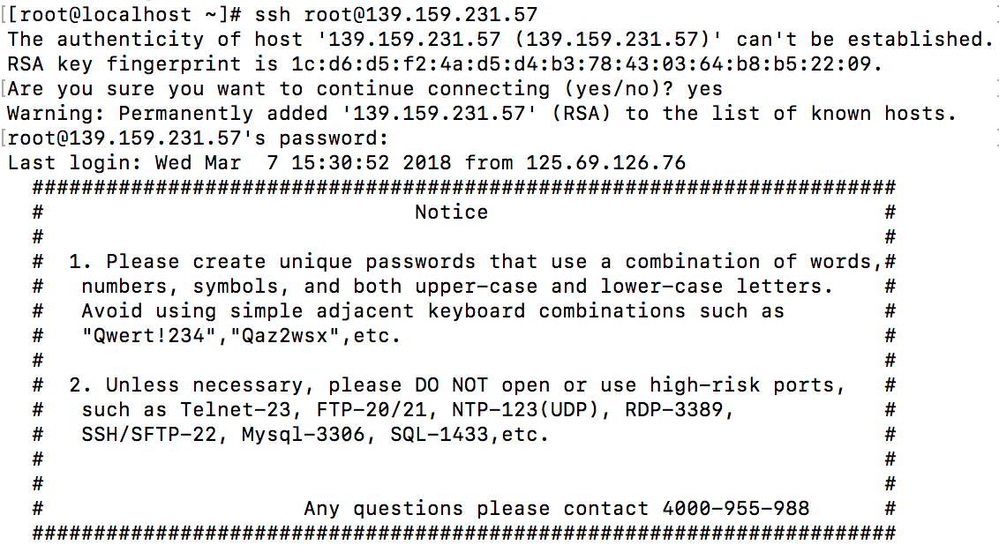 [[root@localhost ~]# ssh root@139.159.231.57
The authenticity of host '139.159.231.57 (139.159.231.57)' can't be established.
RSA key fingerprint is 1c:d6:d5:f2:4a:d5:d4:b3:78:43:03:64:b8:b5:22:09.
[Are you sure you want to continue connecting (yes/no)? yes
Warning: Permanently added '139.159.231.57' (RSA) to the list of known hosts.
[root@139.159.231.57's password:
Last login: Wed Mar  7 15:30:52 2018 from 125.69.126.76
  ######################################################################
  #                              Notice                                #
  #                                                                    #
  #  1. Please create unique passwords that use a combination of words,#
  #   numbers, symbols, and both upper-case and lower-case letters.    #
  #   Avoid using simple adjacent keyboard combinations such as        #
  #   "Qwert!234","Qaz2wsx",etc.                                       #
  #                                                                    #
  #  2. Unless necessary, please DO NOT open or use high-risk ports,   #
  #   such as Telnet-23, FTP-20/21, NTP-123(UDP), RDP-3389,            #
  #   SSH/SFTP-22, Mysql-3306, SQL-1433,etc.                           #
  #                                                                    #
  #                                                                    #
  #                     Any questions please contact 4000-955-988      #
  ######################################################################